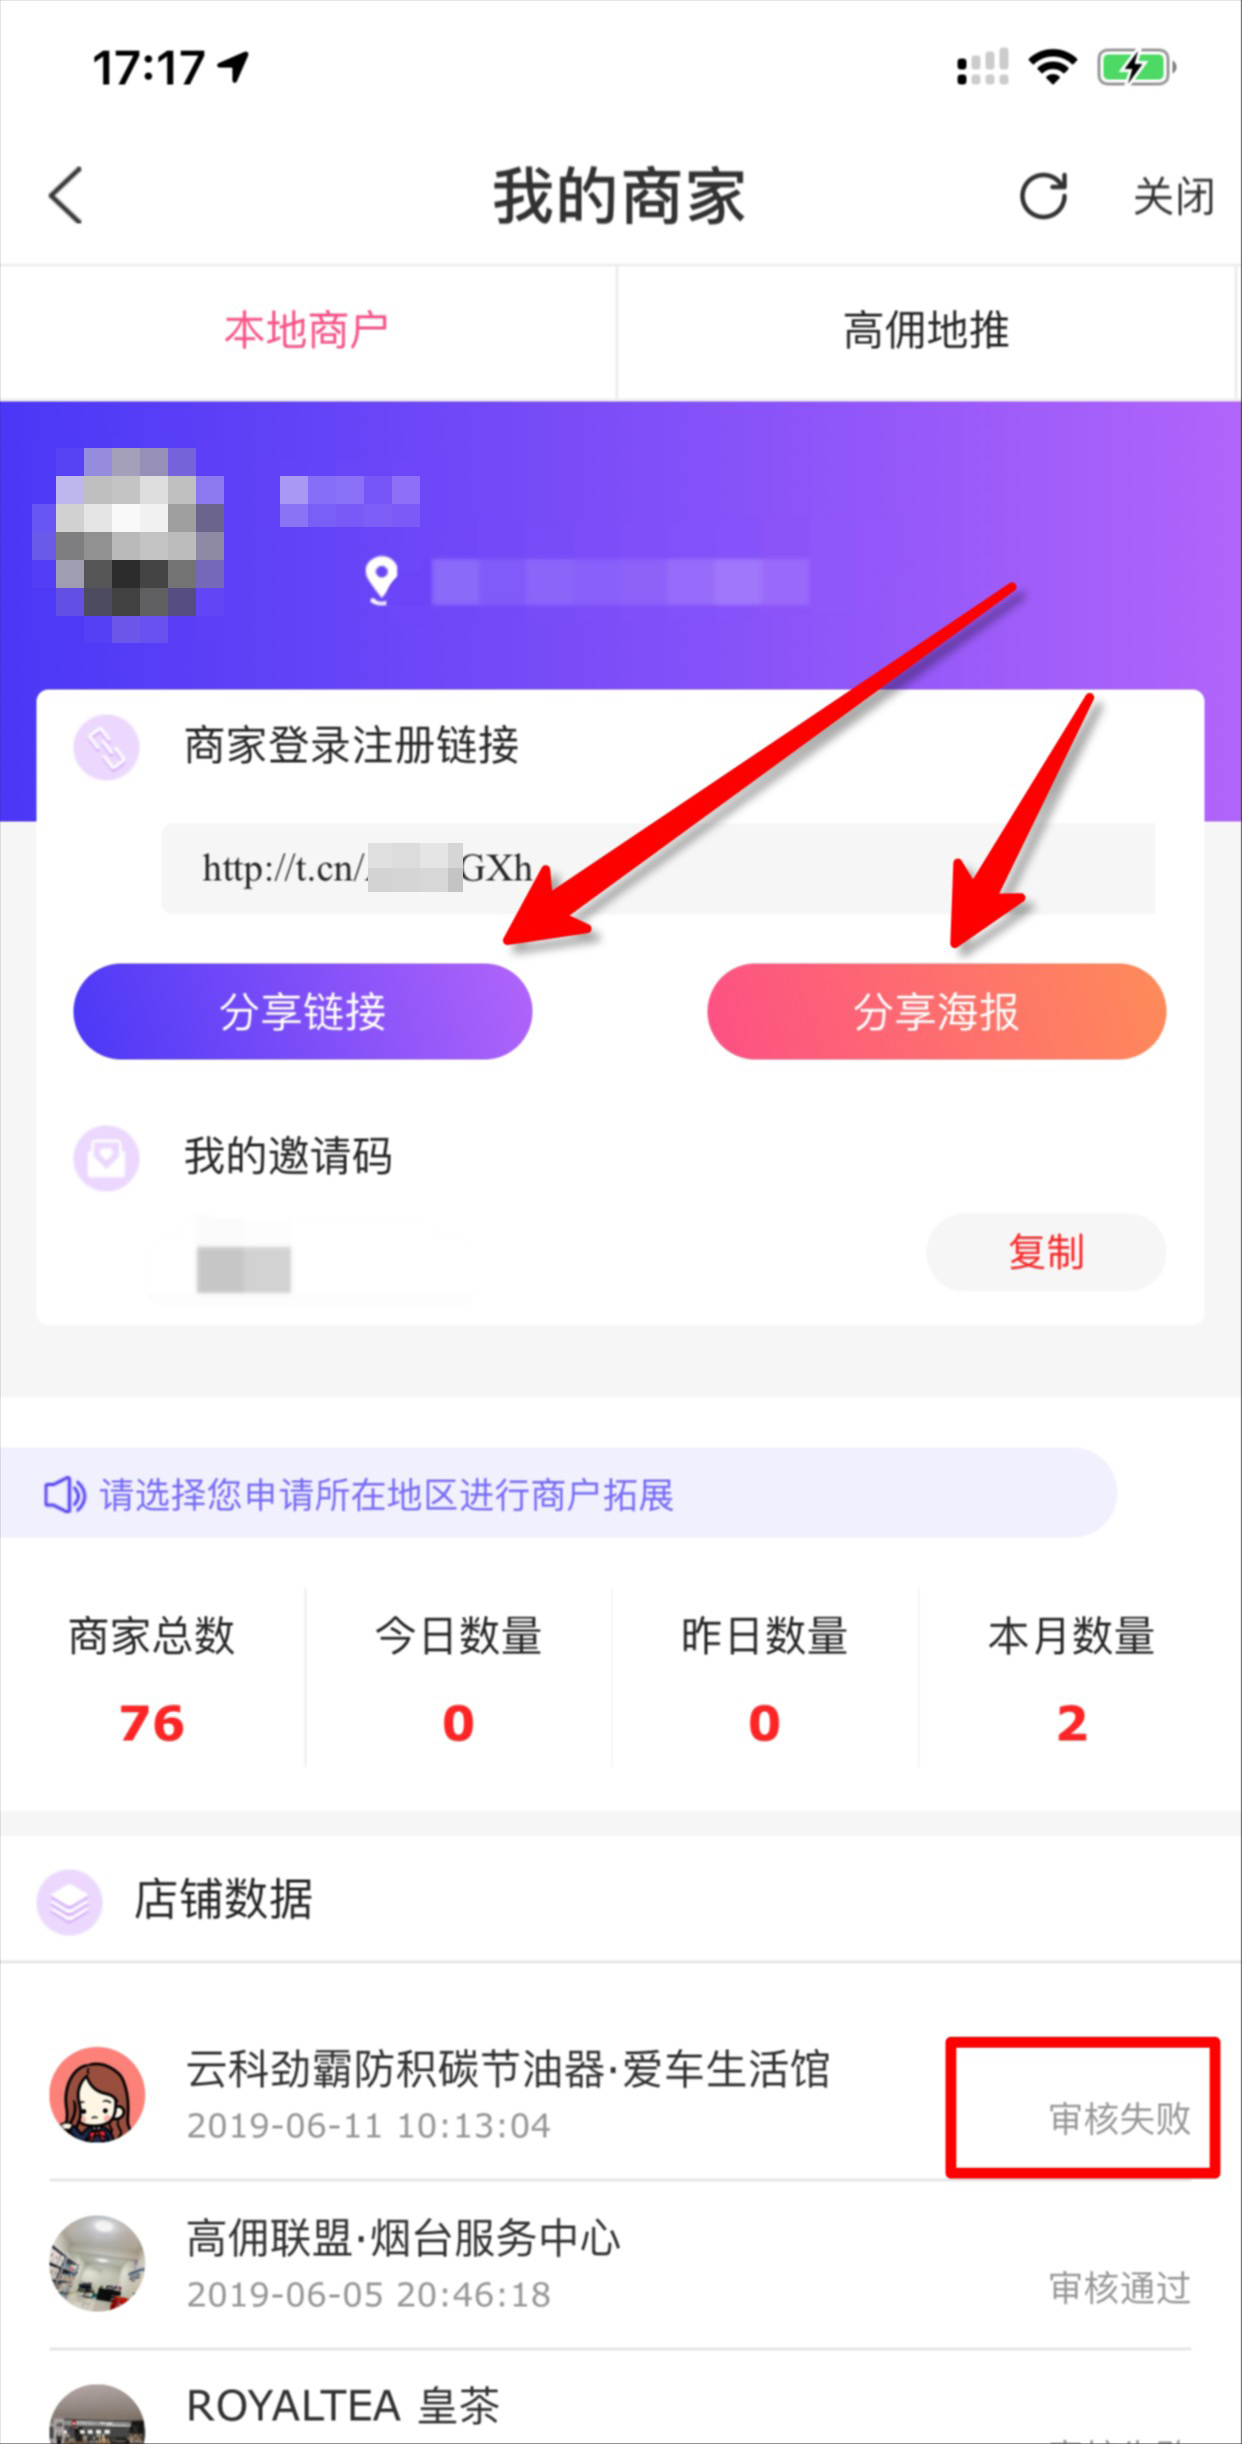 17:17
我的商家
关闭
本地商户
高佣地推
商家登录注册链接
http://t.cn/ GXh
分享链接
分享海报
我的邀请码
复制
请选择您申请所在地区进行商户拓展
商家总数
今日数量
昨日数量
本月数量
76
0
0
2
店铺数据
云科劲霸防积碳节油器·爱车生活馆
2019-06-11 10:13:04
审核失败
高佣联盟·烟台服务中心
2019-06-05 20:46:18
审核通过
ROYALTEA 皇茶